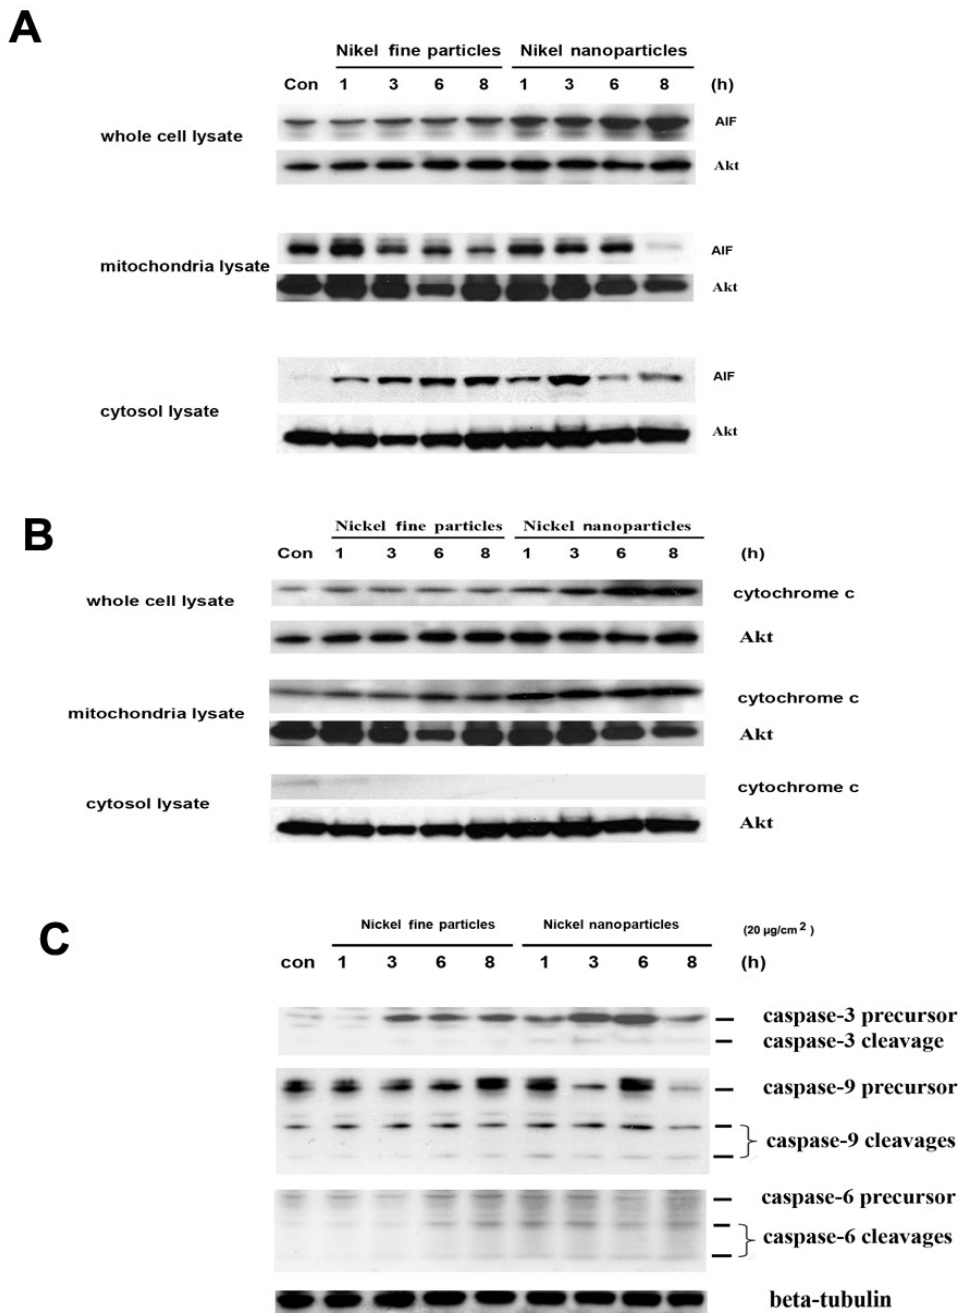 A
Nikel fine particles Nikel nanoparticles
Con 1 3 6 8 1 3 6 8 (h)
AIF
whole cell lysate
Akt
AIF
mitochondria lysate
Akt
AIF
cytosol lysate
Akt
B
Nickel fine particles Nickel nanoparticles
Con 1 3 6 8 1 3 6 8 (h)
cytochrome c
whole cell lysate
Akt
cytochrome c
mitochondria lysate
Akt
cytochrome c
cytosol lysate
Akt
C
Nickel fine particles Nickel nanoparticles (20 µg/cm²)
con 1 3 6 8 1 3 6 8 (h)
caspase-3 precursor
caspase-3 cleavage
caspase-9 precursor
caspase-9 cleavages
caspase-6 precursor
caspase-6 cleavages
beta-tubulin